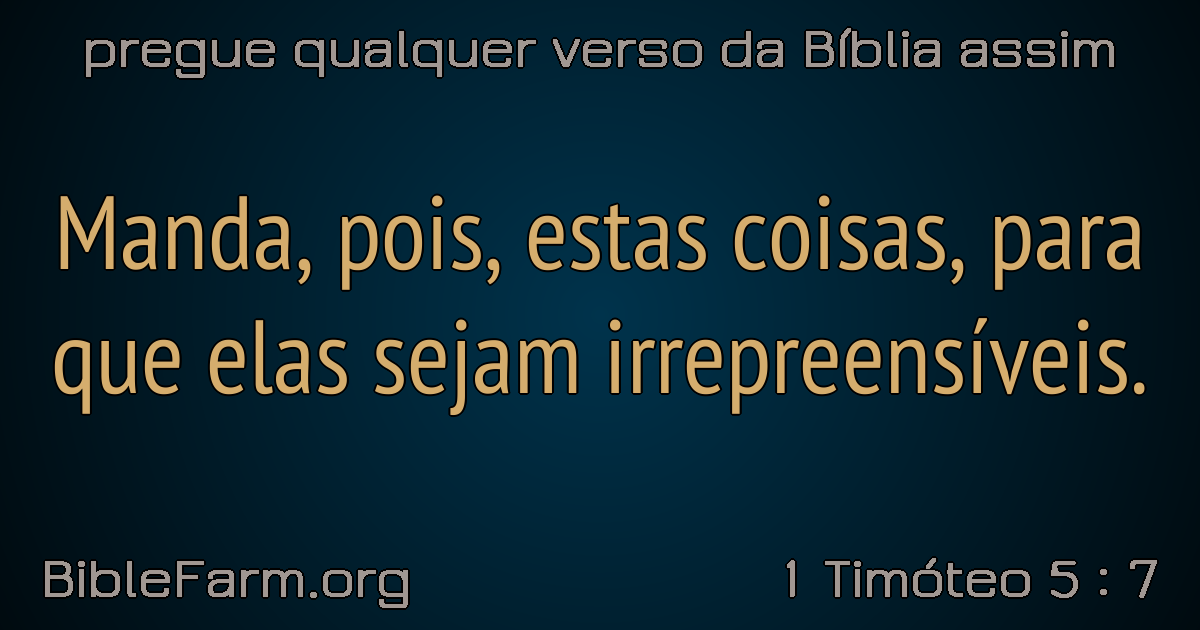 pregue qualquer verso da Bíblia assim
Manda, pois, estas coisas, para
que elas sejam irrepreensíveis.
BibleFarm.org
1 Timóteo 5 : 7